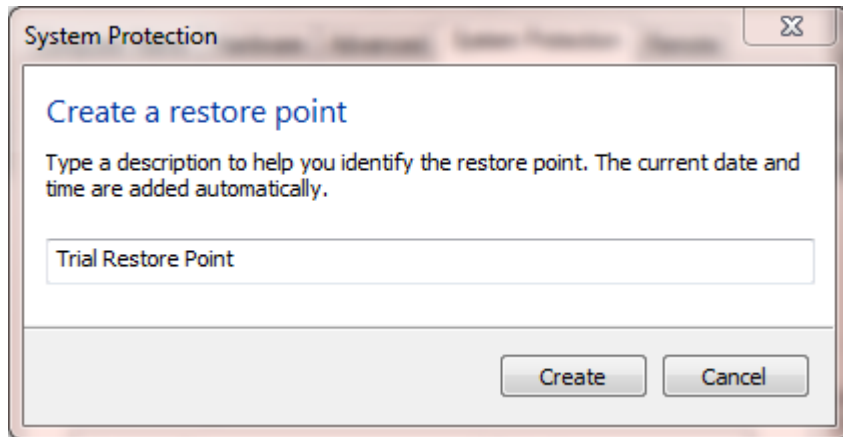 System Protection
Create a restore point
Type a description to help you identify the restore point. The current date and
time are added automatically.
Trial Restore Point
Create
Cancel